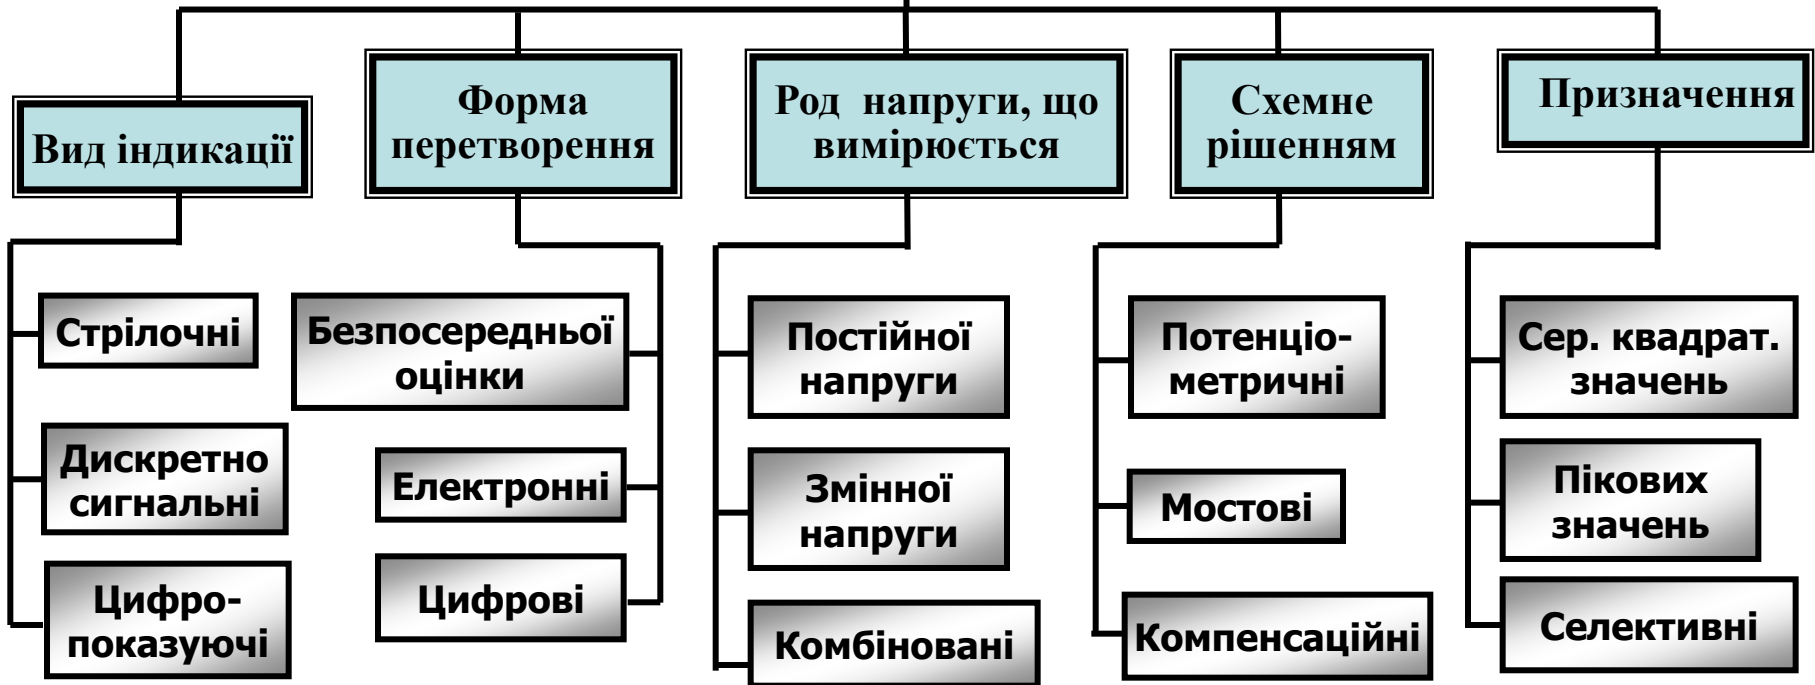 Вид індикації
Форма
перетворення
Род напруги, що
вимірюється
Схемне
рішенням
Призначення
Стрілочні
Дискретно
сигнальні
Цифро-
показуючі
Безпосередньої
оцінки
Електронні
Цифрові
Постійної
напруги
Змінної
напруги
Комбіновані
Потенціо-
метричні
Мостові
Компенсаційні
Сер. квадрат.
значень
Пікових
значень
Селективні